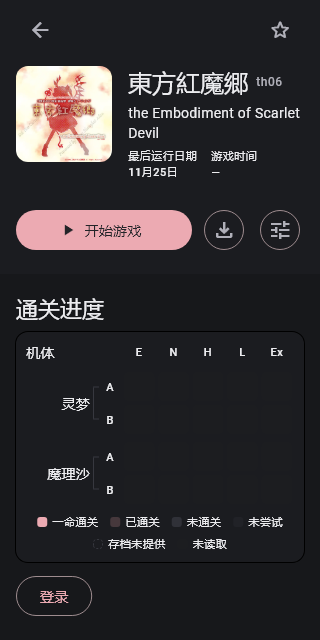 東方紅魔郷 th06
the Embodiment of Scarlet
Devil
最后运行日期 游戏时间
11月25日 –
开始游戏
通关进度
机体 E N H L Ex
灵梦
A
B
魔理沙
A
B
一命通关 已通关 未通关 未尝试
存档未提供 未读取
登录